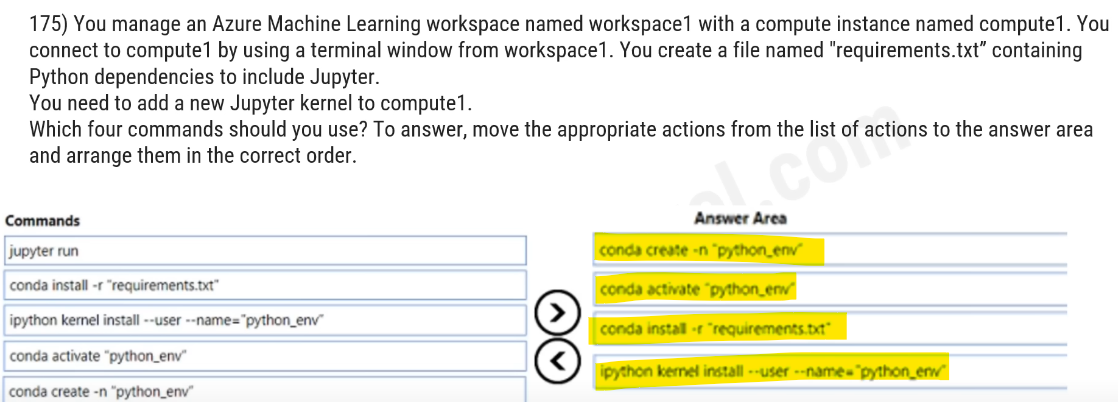 175) You manage an Azure Machine Learning workspace named workspace1 with a compute instance named compute1. You
connect to compute1 by using a terminal window from workspace1. You create a file named "requirements.txt” containing
Python dependencies to include Jupyter.
You need to add a new Jupyter kernel to compute1.
Which four commands should you use? To answer, move the appropriate actions from the list of actions to the answer area
and arrange them in the correct order.
Commands
jupyter run
conda install -r "requirements.txt"
ipython kernel install --user --name="python_env"
conda activate "python_env"
conda create -n "python_env"
Answer Area
conda create -n "python_env"
conda activate "python_env"
conda install -r "requirements.txt"
ipython kernel install --user --name="python_env"